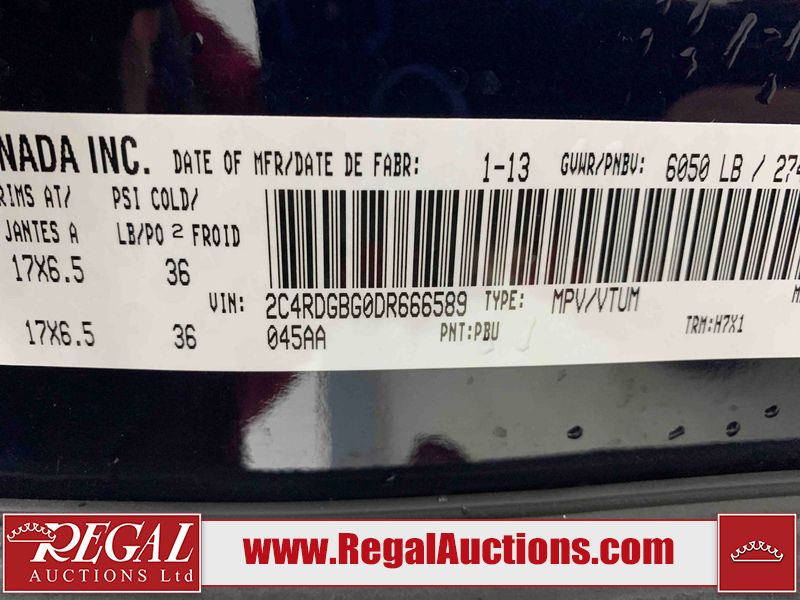 NADA INC. DATE OF MFR/DATE DE FABR: 1-13 GVWR/PNBV: 6050 LB /
RIMS AT/ PSI COLD/
JANTES A LB/PO 2 FROID
17X6.5 36
VIN: 2C4RDGBG0DR666589 TYPE: MPV/VTUM
17X6.5 36 045AA PNT:PBU TRM:H7X1
REGAL
AUCTIONS Ltd
www.RegalAuctions.com